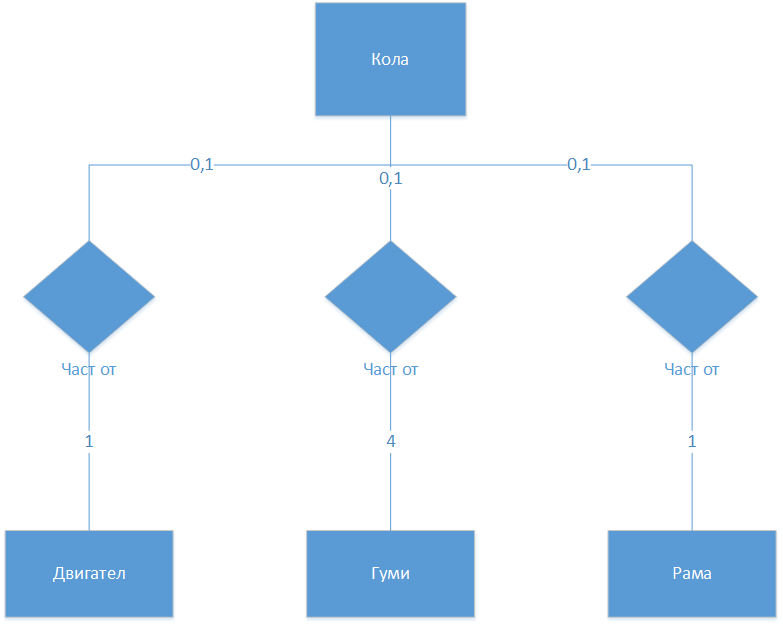 Кола
0,1
0,1
0,1
Част от
Част от
Част от
1
4
1
Двигател
Гуми
Рама